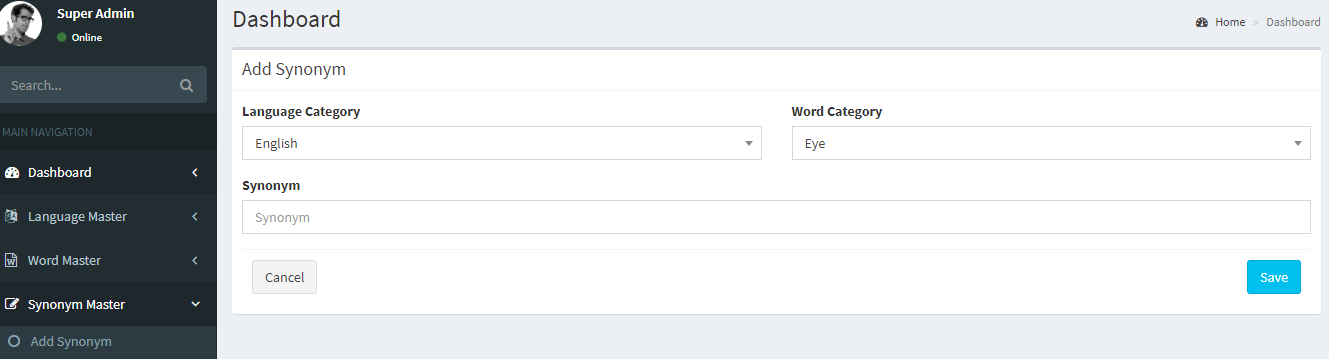 Super Admin
Online
Search...
MAIN NAVIGATION
Dashboard
Language Master
Word Master
Synonym Master
Add Synonym
Dashboard
Home > Dashboard
Add Synonym
Language Category Word Category
English Eye
Synonym
Synonym
Cancel Save